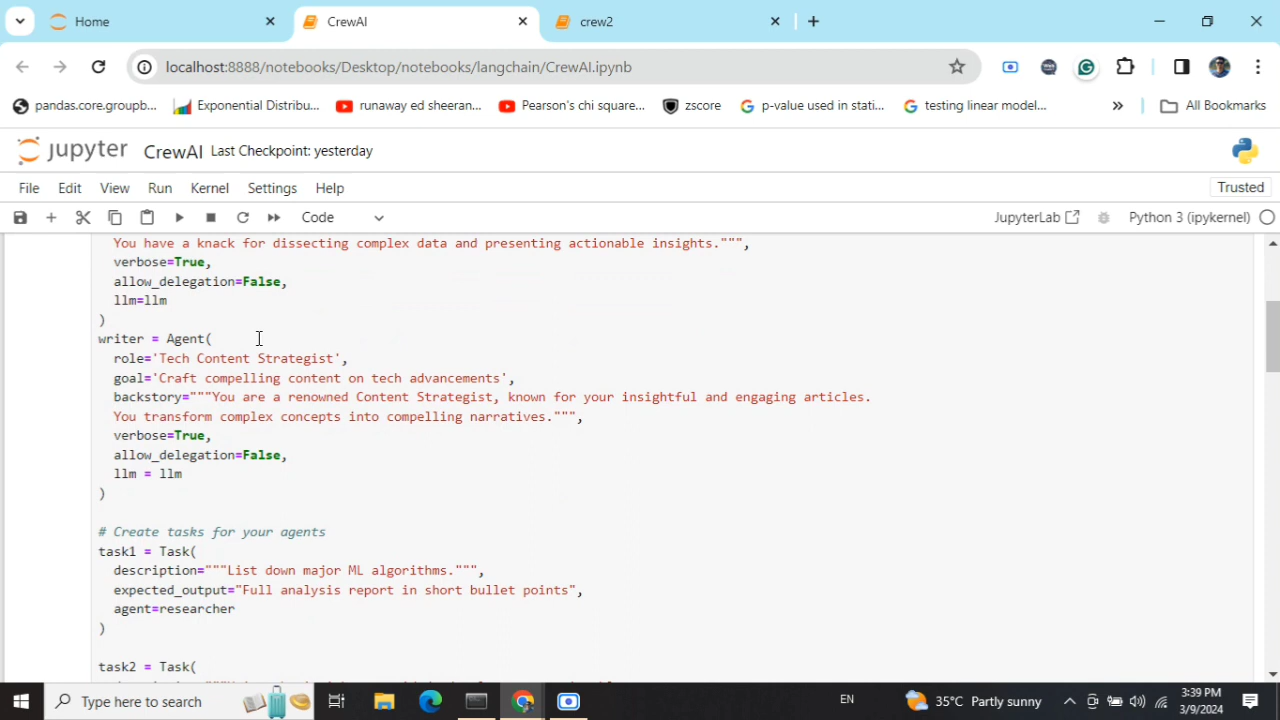 Home
CrewAI
crew2
localhost:8888/notebooks/Desktop/notebooks/langchain/CrewAI.ipynb
pandas.core.groupb...
Exponential Distribu...
runaway ed sheeran...
Pearson's chi square...
zscore
p-value used in stati...
testing linear model...
»
All Bookmarks
jupyter CrewAI Last Checkpoint: yesterday
File Edit View Run Kernel Settings Help
Trusted
Code
JupyterLab
Python 3 (ipykernel)
You have a knack for dissecting complex data and presenting actionable insights.""",
verbose=True,
allow_delegation=False,
llm=llm
)
writer = Agent(
role='Tech Content Strategist',
goal='Craft compelling content on tech advancements',
backstory="""You are a renowned Content Strategist, known for your insightful and engaging articles.
You transform complex concepts into compelling narratives.""",
verbose=True,
allow_delegation=False,
llm = llm
)
# Create tasks for your agents
task1 = Task(
description="""List down major ML algorithms.""",
expected_output="Full analysis report in short bullet points",
agent=researcher
)
task2 = Task(
Type here to search
EN
35°C Partly sunny
3:39 PM
3/9/2024